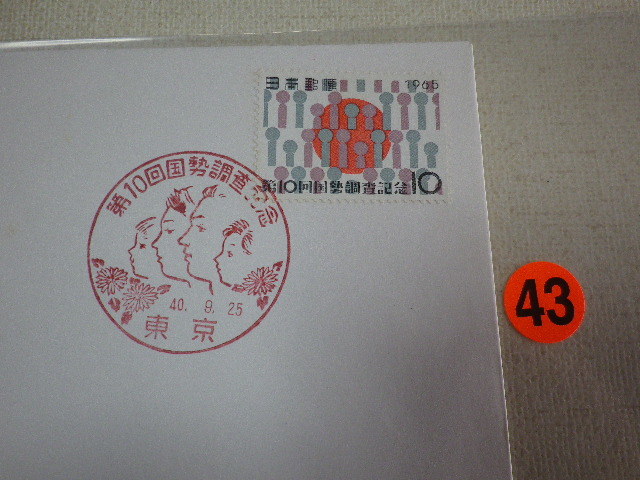 日本郵便 1965
第10回国勢調査記念 10
第10回国勢調査記念
40. 9. 25
東京
43